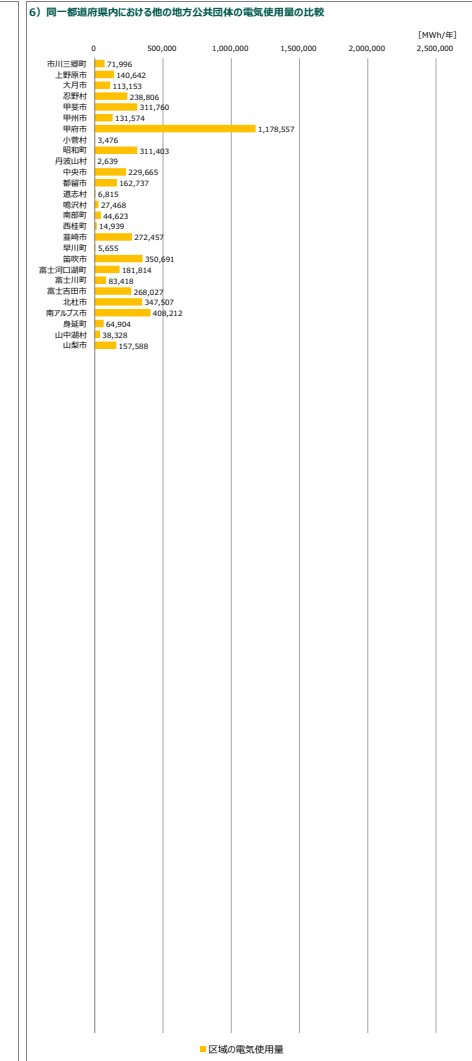 6）同一都道府県内における他の地方公共団体の電気使用量の比較
［MWh/年］
0 500,000 1,000,000 1,500,000 2,000,000 2,500,000
市川三郷町 71,996
上野原市 140,642
大月市 113,153
忍野村 238,806
甲斐市 311,760
甲州市 131,574
甲府市 1,178,557
小菅村 3,476
昭和町 311,403
丹波山村 2,639
中央市 229,665
都留市 162,737
道志村 6,815
鳴沢村 27,468
南部町 44,623
西桂町 14,939
韮崎市 272,457
早川町 5,655
笛吹市 350,691
富士河口湖町 181,814
富士川町 83,418
富士吉田市 268,027
北杜市 347,507
南アルプス市 408,212
身延町 64,904
山中湖村 38,328
山梨市 157,588
区域の電気使用量